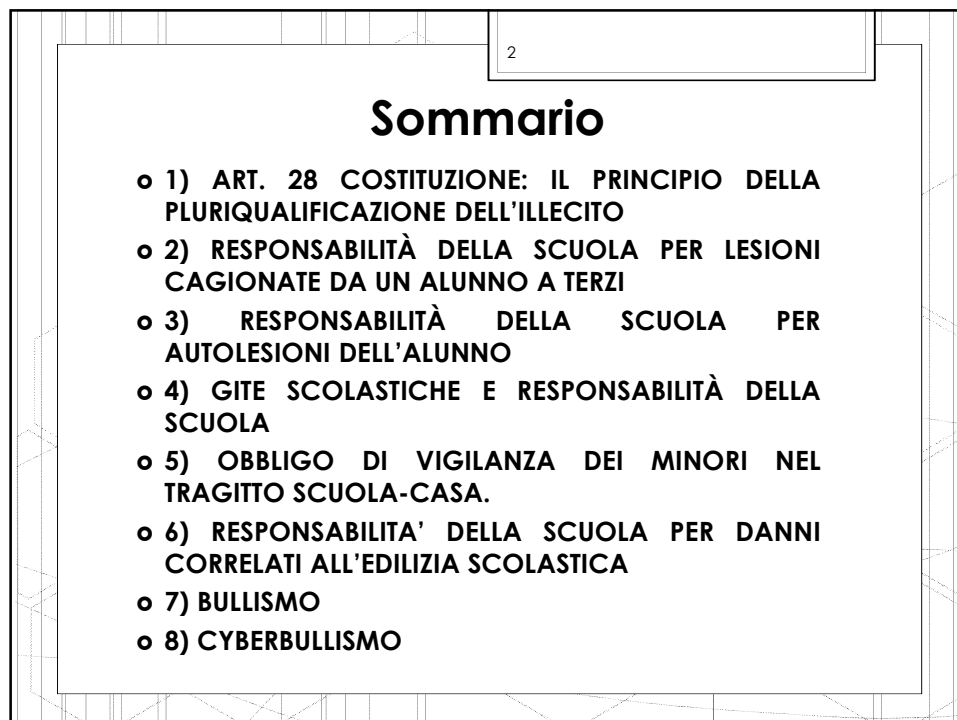 2
Sommario
o 1) ART. 28 COSTITUZIONE: IL PRINCIPIO DELLA
PLURIQUALIFICAZIONE DELL’ILLECITO
o 2) RESPONSABILITÀ DELLA SCUOLA PER LESIONI
CAGIONATE DA UN ALUNNO A TERZI
o 3) RESPONSABILITÀ DELLA SCUOLA PER
AUTOLESIONI DELL’ALUNNO
o 4) GITE SCOLASTICHE E RESPONSABILITÀ DELLA
SCUOLA
o 5) OBBLIGO DI VIGILANZA DEI MINORI NEL
TRAGITTO SCUOLA-CASA.
o 6) RESPONSABILITA’ DELLA SCUOLA PER DANNI
CORRELATI ALL’EDILIZIA SCOLASTICA
o 7) BULLISMO
o 8) CYBERBULLISMO